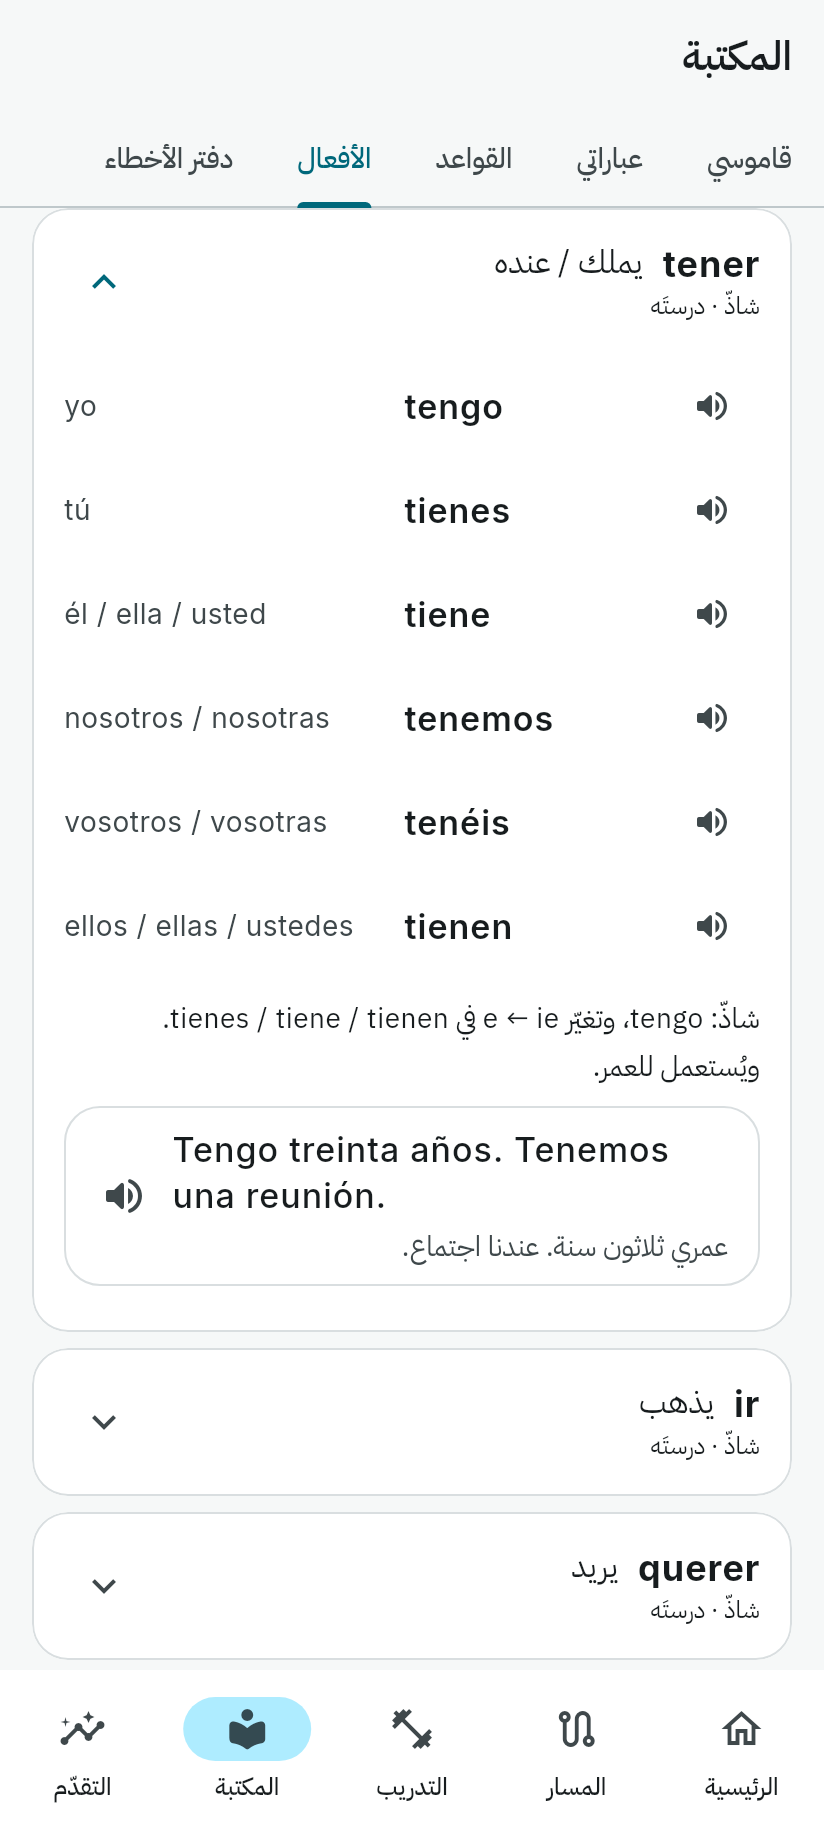 المكتبة
قاموسي
عباراتي
القواعد
الأفعال
دفتر الأخطاء
tener يملك / عنده
شاذّ · درستَه
yo tengo
tú tienes
él / ella / usted tiene
nosotros / nosotras tenemos
vosotros / vosotras tenéis
ellos / ellas / ustedes tienen
شاذّ: tengo، وتغيّر e ← ie في tienes / tiene / tienen.
ويُستعمل للعمر.
Tengo treinta años. Tenemos
una reunión.
عمري ثلاثون سنة. عندنا اجتماع.
ir يذهب
شاذّ · درستَه
querer يريد
شاذّ · درستَه
الرئيسية
المسار
التدريب
المكتبة
التقدّم